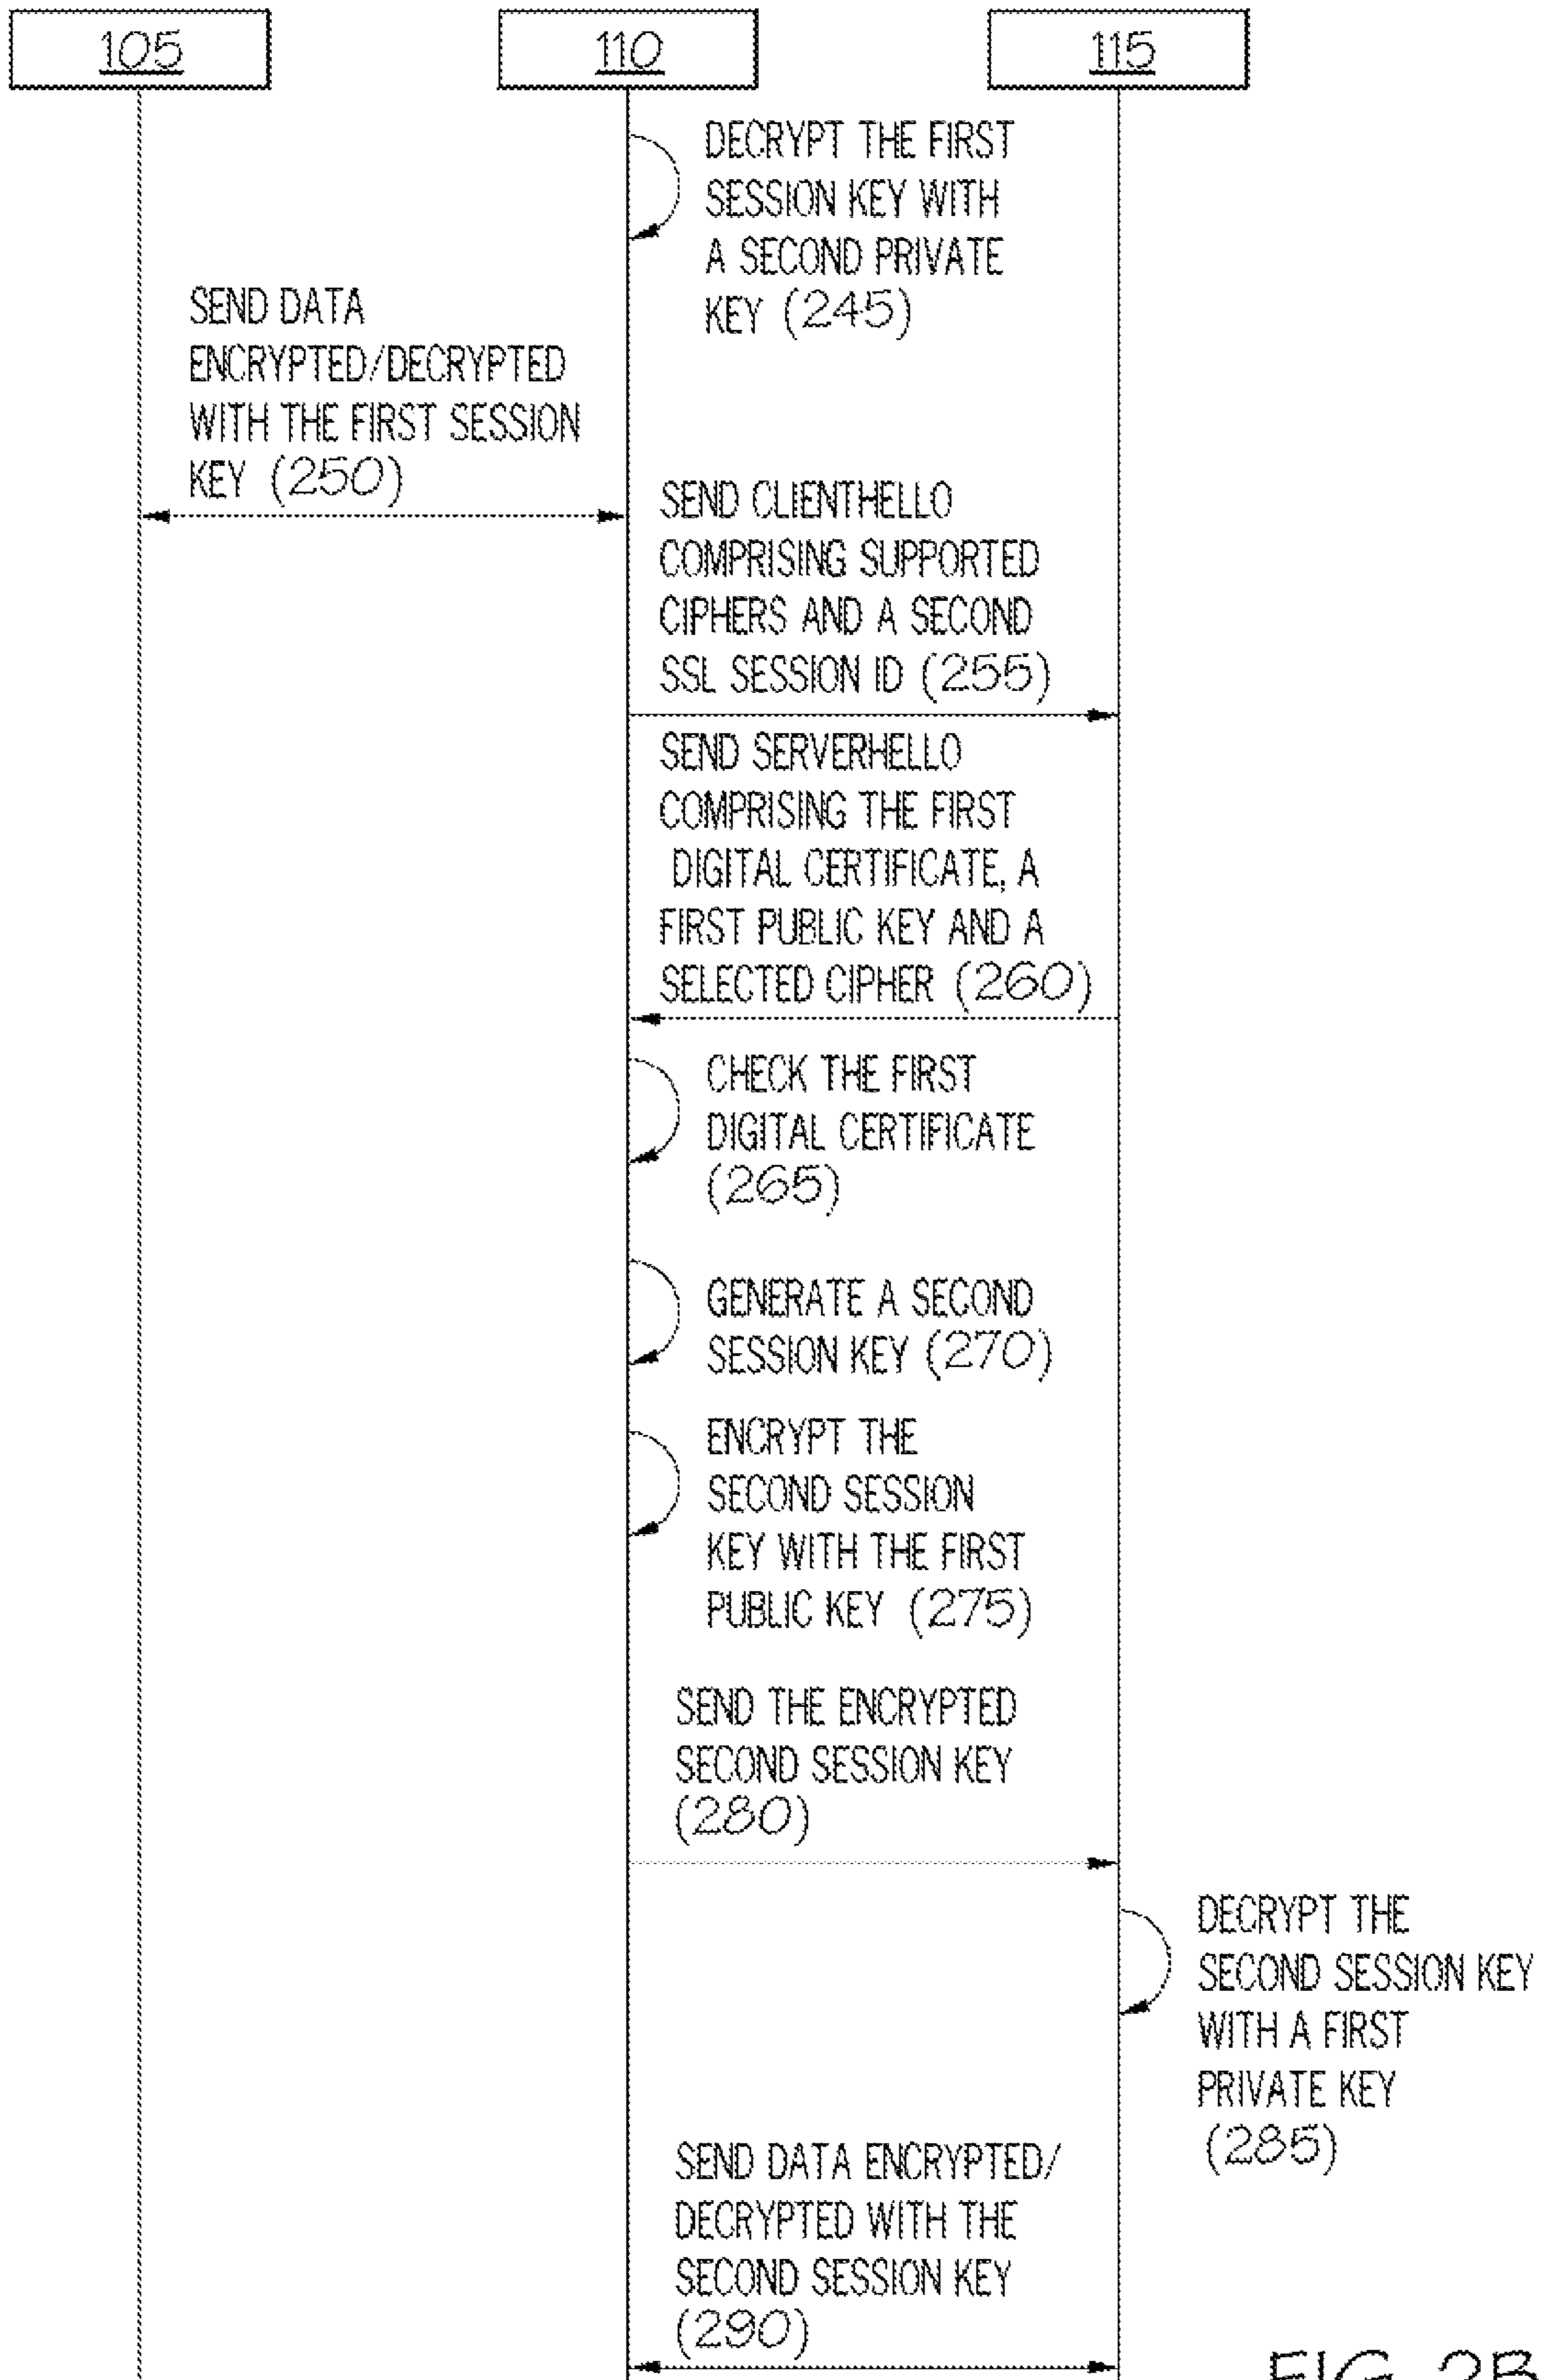 105
110
115
DECRYPT THE FIRST
SESSION KEY WITH
A SECOND PRIVATE
KEY (245)
SEND DATA
ENCRYPTED/DECRYPTED
WITH THE FIRST SESSION
KEY (250)
SEND CLIENTHELLO
COMPRISING SUPPORTED
CIPHERS AND A SECOND
SSL SESSION ID (255)
SEND SERVERHELLO
COMPRISING THE FIRST
DIGITAL CERTIFICATE, A
FIRST PUBLIC KEY AND A
SELECTED CIPHER (260)
CHECK THE FIRST
DIGITAL CERTIFICATE
(265)
GENERATE A SECOND
SESSION KEY (270)
ENCRYPT THE
SECOND SESSION
KEY WITH THE FIRST
PUBLIC KEY (275)
SEND THE ENCRYPTED
SECOND SESSION KEY
(280)
DECRYPT THE
SECOND SESSION KEY
WITH A FIRST
PRIVATE KEY
(285)
SEND DATA ENCRYPTED/
DECRYPTED WITH THE
SECOND SESSION KEY
(290)
FIG. 2B